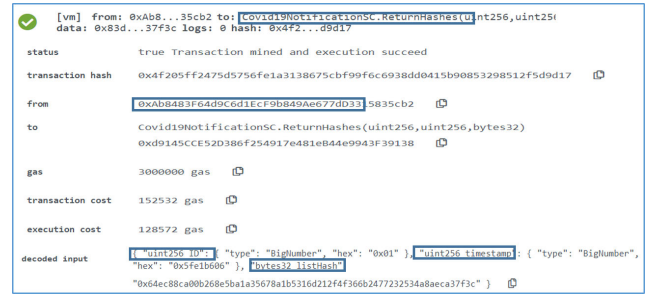 [vm] from: 0xAb8...35cb2 to: Covid19NotificationSC.ReturnHashes(uint256,uint256
data: 0x83d...37f3c logs: 0 hash: 0x4f2...d9d17
status true Transaction mined and execution succeed
transaction hash 0x4f205ff2475d5756fe1a3138675cbf99f6c6938dd0415b90853298512f5d9d17
from 0xAb8483F64d9C6d1EcF9b849Ae677dD3315835cb2
to Covid19NotificationSC.ReturnHashes(uint256,uint256,bytes32)
0xd9145CCE52D386f254917e481eB44e9943F39138
gas 3000000 gas
transaction cost 152532 gas
execution cost 128572 gas
decoded input { "uint256 ID": { "type": "BigNumber", "hex": "0x01" }, "uint256 timestamp": { "type": "BigNumber",
"hex": "0x5fe1b606" }, "bytes32 listHash":
"0x64ec88ca00b268e5ba1a35678a1b5316d212f4f366b2477232534a8aeca37f3c" }